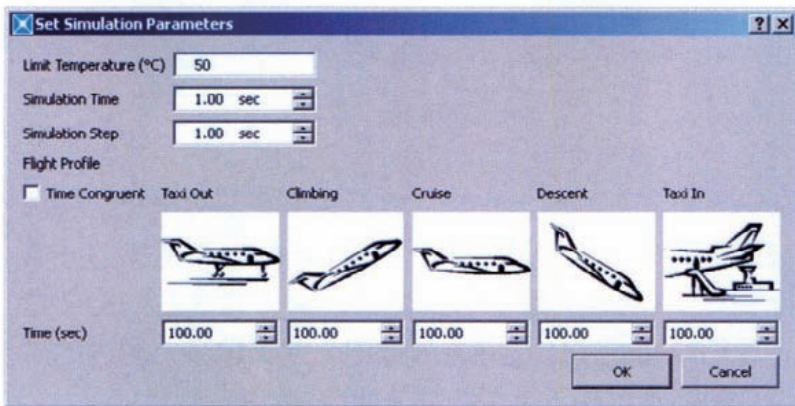 Set Simulation Parameters
Limit Temperature (°C) 50
Simulation Time 1.00 sec
Simulation Step 1.00 sec
Flight Profile
Time Congruent Taxi Out Climbing Cruise Descent Taxi In
Time (sec) 100.00 100.00 100.00 100.00 100.00
OK Cancel